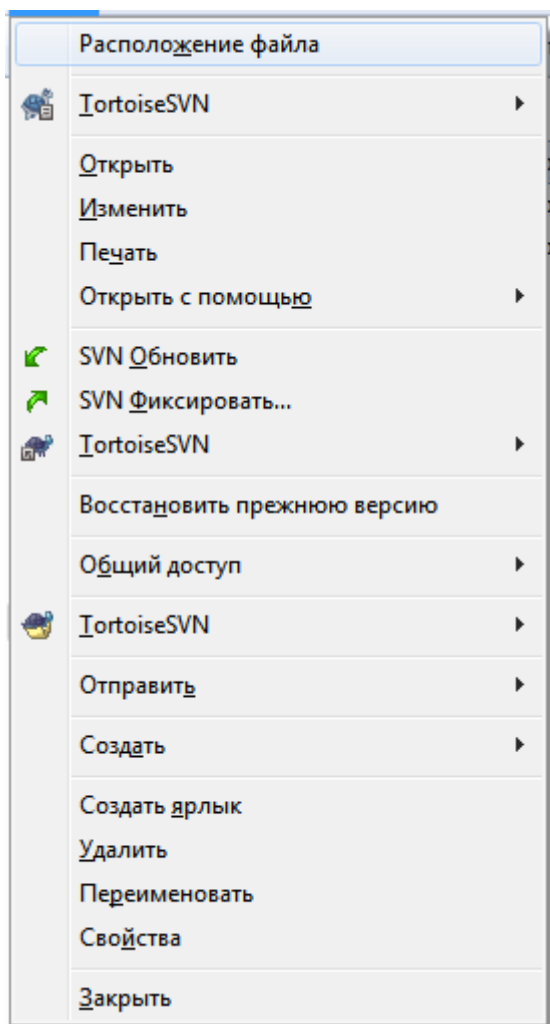 Расположение файла
TortoiseSVN
Открыть
Изменить
Печать
Открыть с помощью
SVN Обновить
SVN Фиксировать...
TortoiseSVN
Восстановить прежнюю версию
Общий доступ
TortoiseSVN
Отправить
Создать
Создать ярлык
Удалить
Переименовать
Свойства
Закрыть